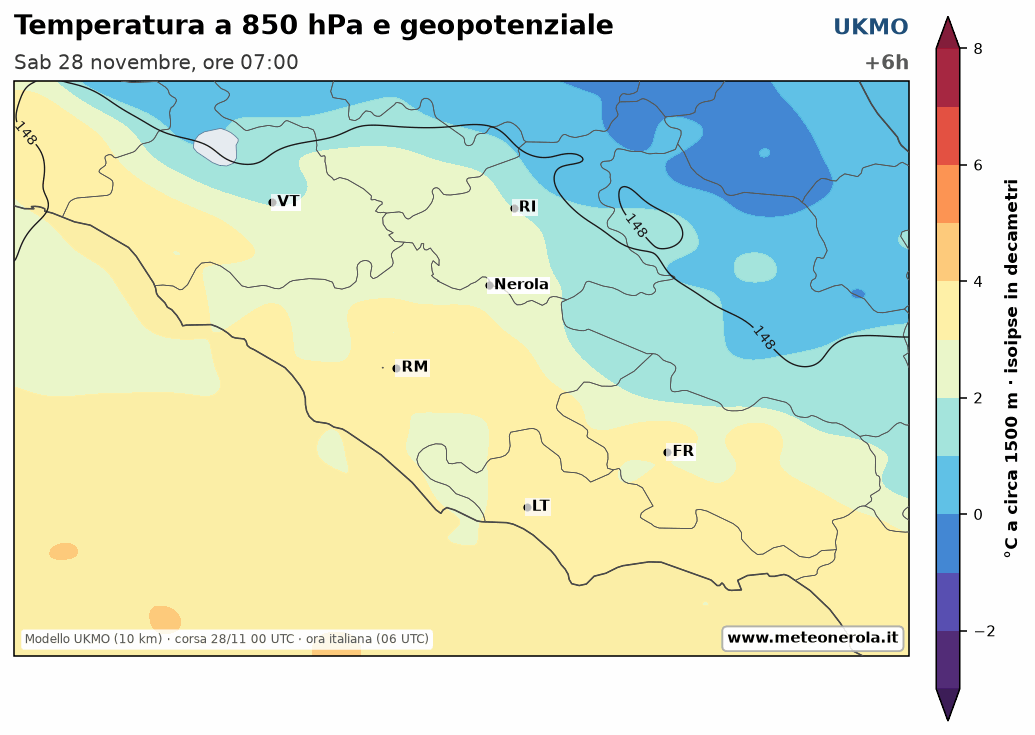 Temperatura a 850 hPa e geopotenziale
UKMO
Sab 28 novembre, ore 07:00
+6h
8
6
4
2
0
−2
°C a circa 1500 m · isoipse in decametri
148
148
148
VT
RI
Nerola
RM
FR
LT
Modello UKMO (10 km) · corsa 28/11 00 UTC · ora italiana (06 UTC)
www.meteonerola.it